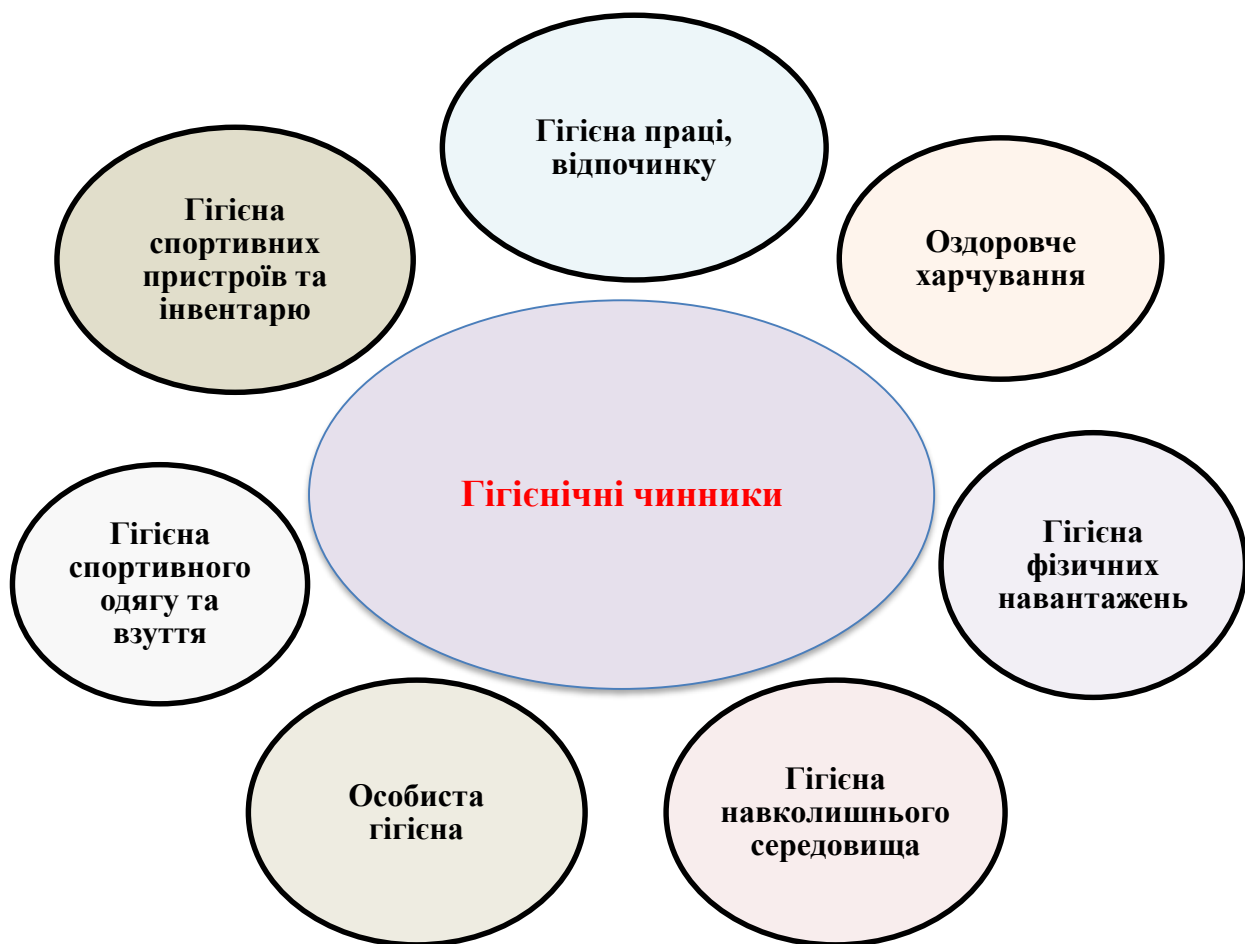 Гігієна праці,
відпочинку
Гігієна
спортивних
пристроїв та
інвентарю
Оздоровче
харчування
Гігієнічні чинники
Гігієна
спортивного
одягу та
взуття
Гігієна
фізичних
навантажень
Особиста
гігієна
Гігієна
навколишнього
середовища